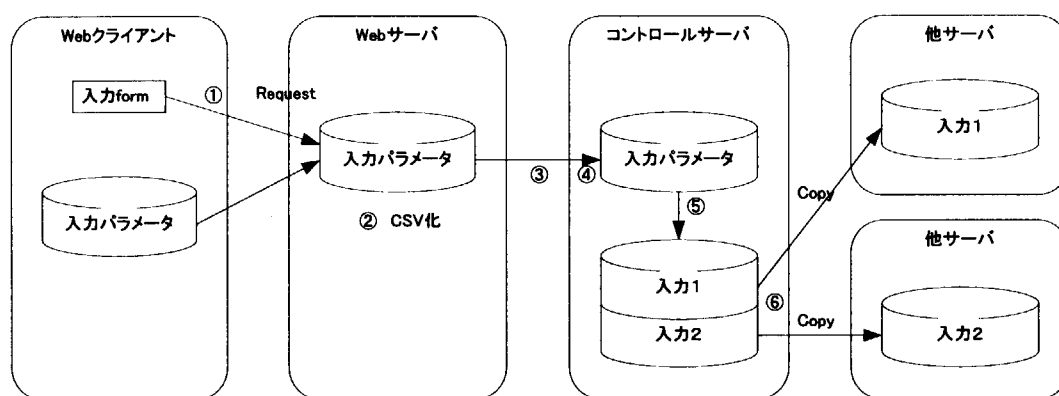 Webクライアント
入力form
①
Request
入力パラメータ
Webサーバ
入力パラメータ
② CSV化
③
コントロールサーバ
④
入力パラメータ
⑤
入力1
入力2
⑥
Copy
Copy
他サーバ
入力1
他サーバ
入力2